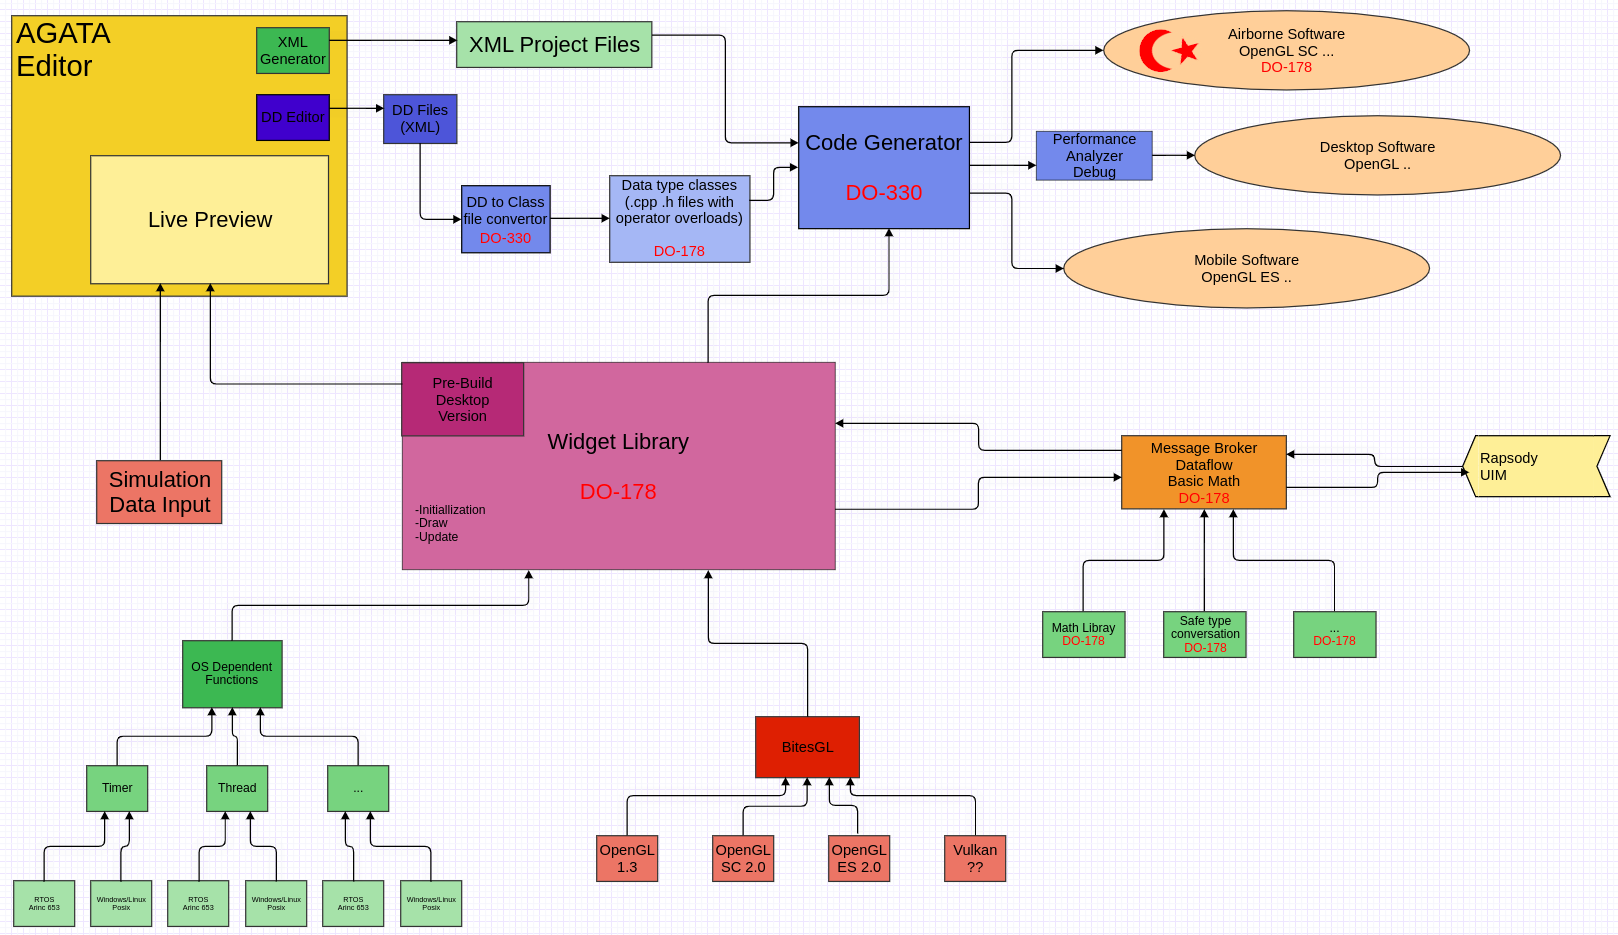 AGATA
Editor
XML
Generator
DD Editor
Live Preview
XML Project Files
DD Files
(XML)
DD to Class
file convertor
DO-330
Data type classes
(.cpp .h files with
operator overloads)
DO-178
Code Generator
DO-330
Airborne Software
OpenGL SC ...
DO-178
Performance
Analyzer
Debug
Desktop Software
OpenGL ..
Mobile Software
OpenGL ES ..
Simulation
Data Input
Pre-Build
Desktop
Version
Widget Library
DO-178
-Initiallization
-Draw
-Update
Message Broker
Dataflow
Basic Math
DO-178
Rapsody
UIM
Math Libray
DO-178
Safe type
conversation
DO-178
...
DO-178
OS Dependent
Functions
Timer
Thread
...
RTOS
Arinc 653
Windows/Linux
Posix
RTOS
Arinc 653
Windows/Linux
Posix
RTOS
Arinc 653
Windows/Linux
Posix
BitesGL
OpenGL
1.3
OpenGL
SC 2.0
OpenGL
ES 2.0
Vulkan
??